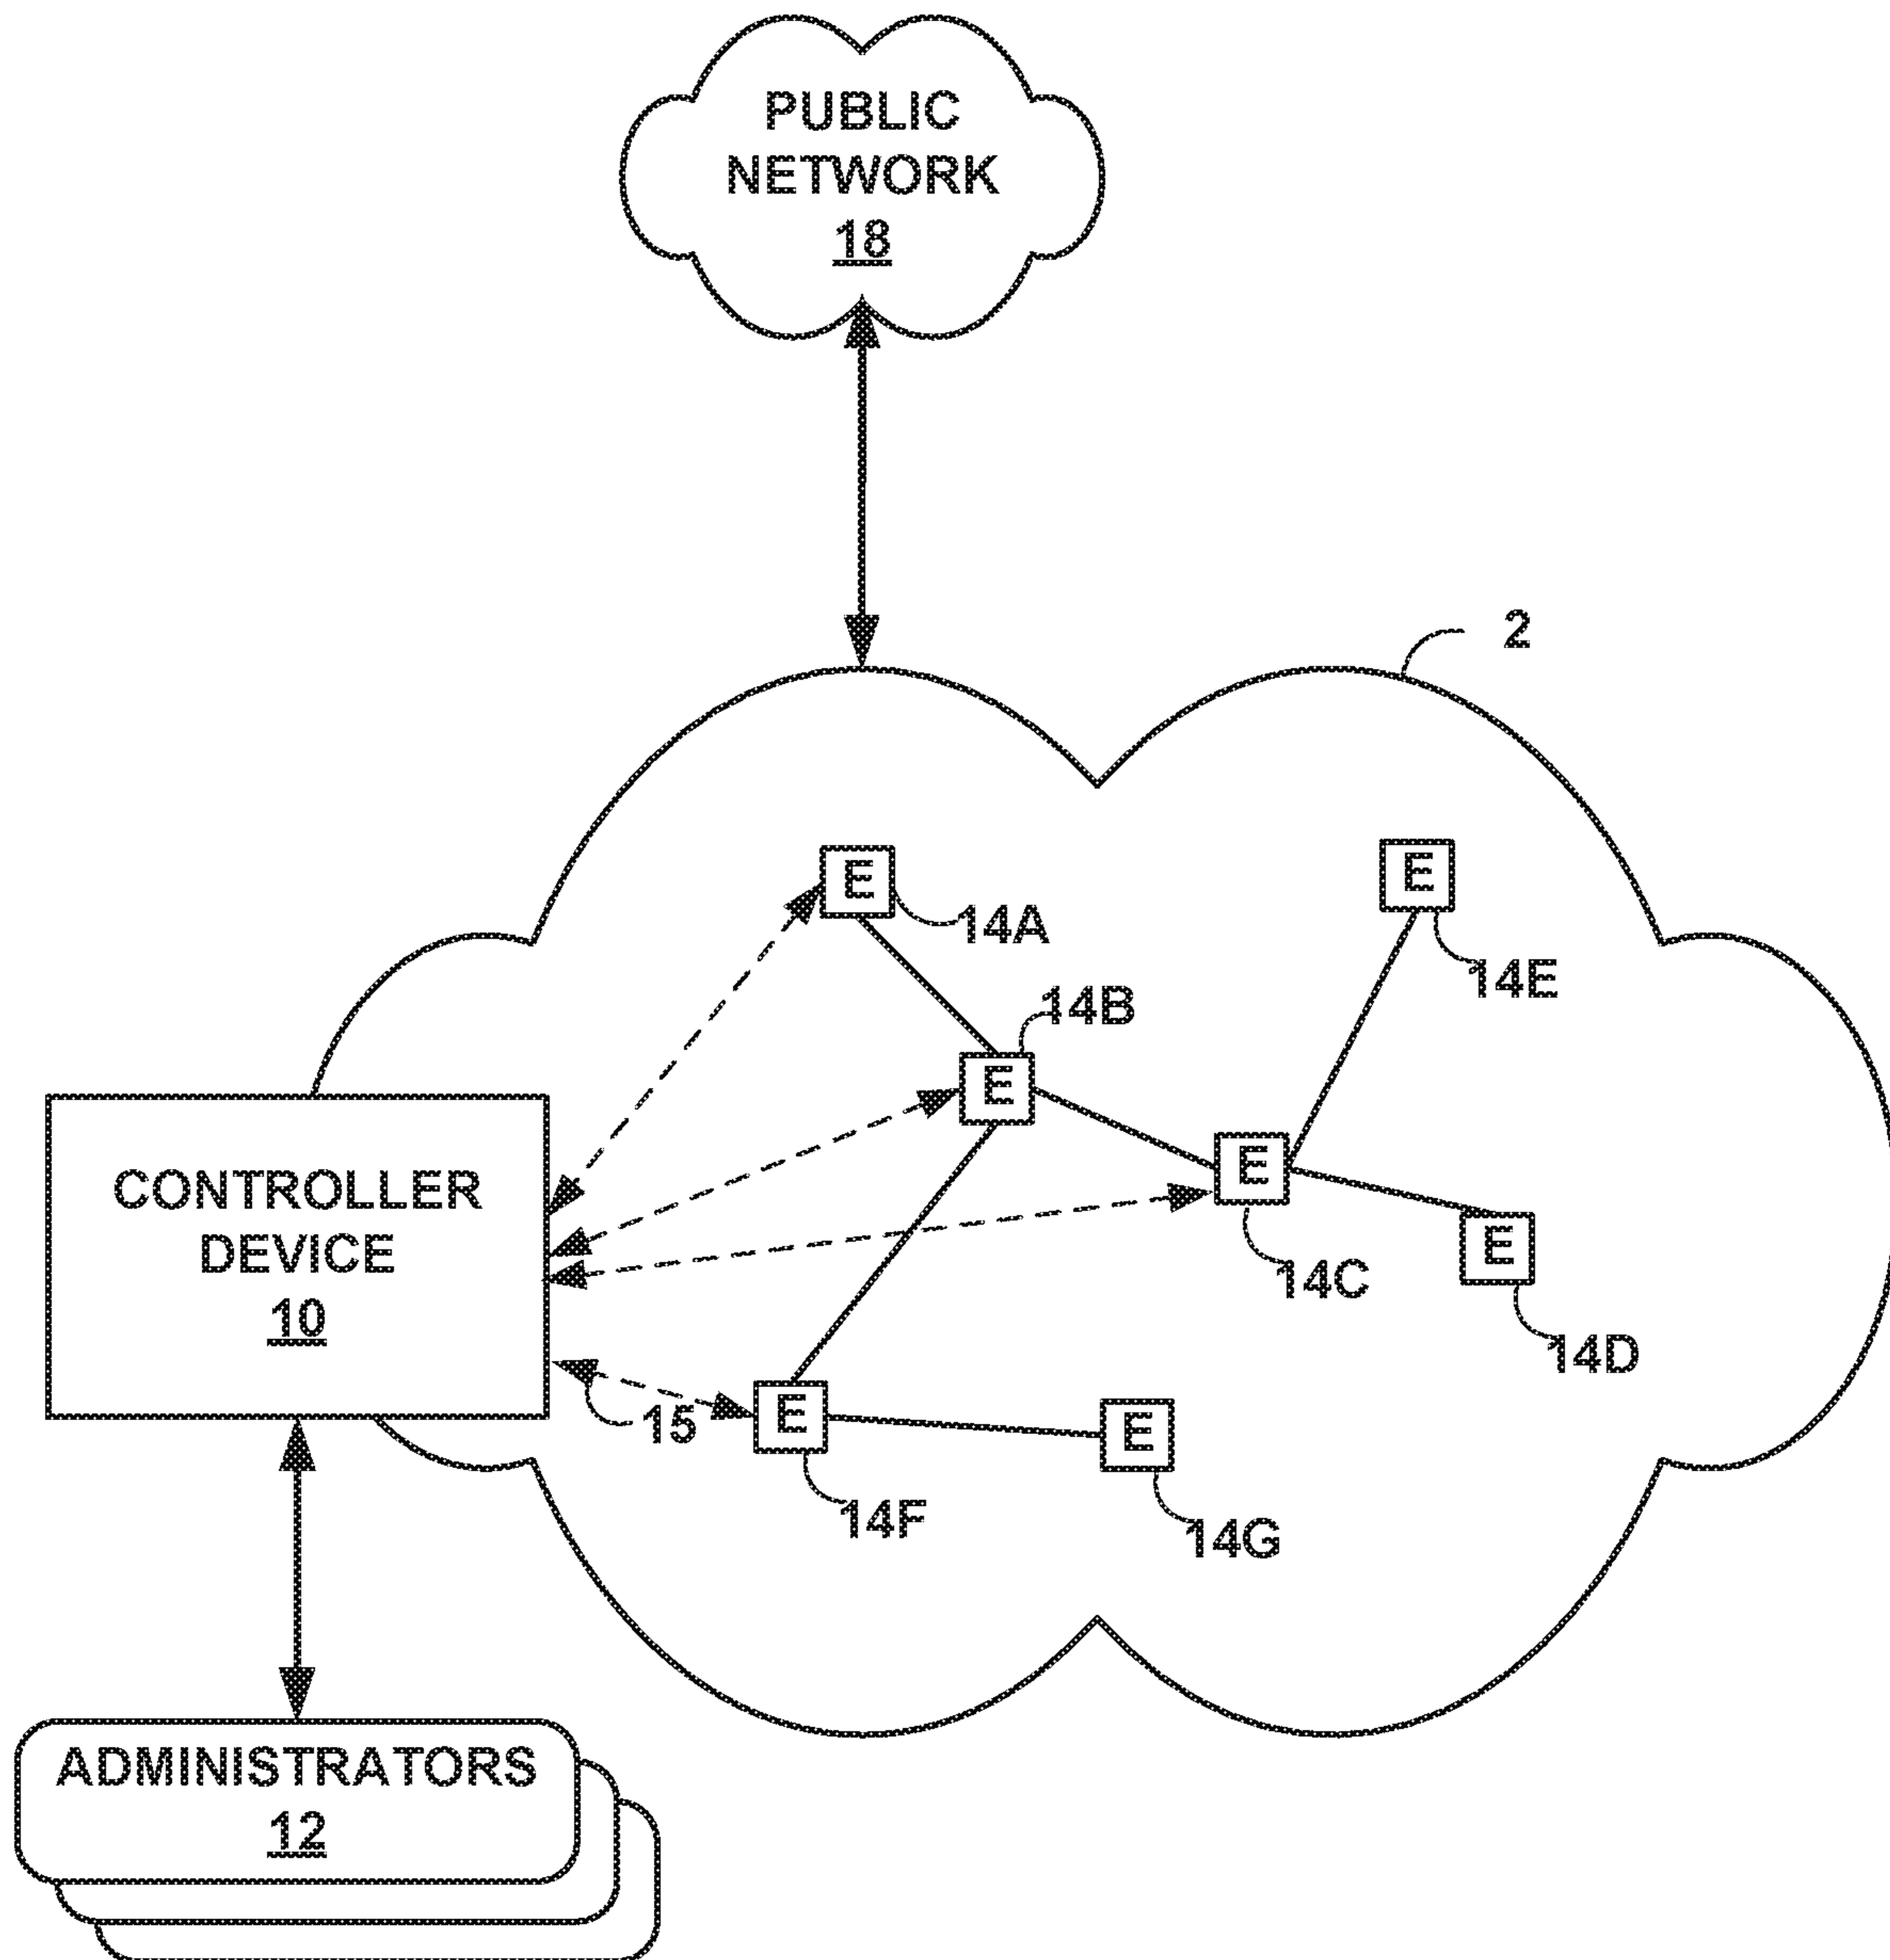 PUBLIC
NETWORK
18
2
E
14A
E
14E
14B
E
E
14C
E
14D
CONTROLLER
DEVICE
10
15
E
14F
E
14G
ADMINISTRATORS
12